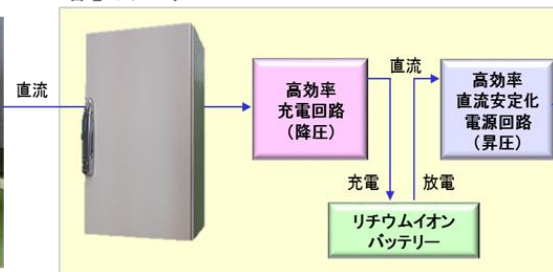 直流
高効率
充電回路
(降圧)
直流
高効率
直流安定化
電源回路
(昇圧)
充電
放電
リチウムイオン
バッテリー